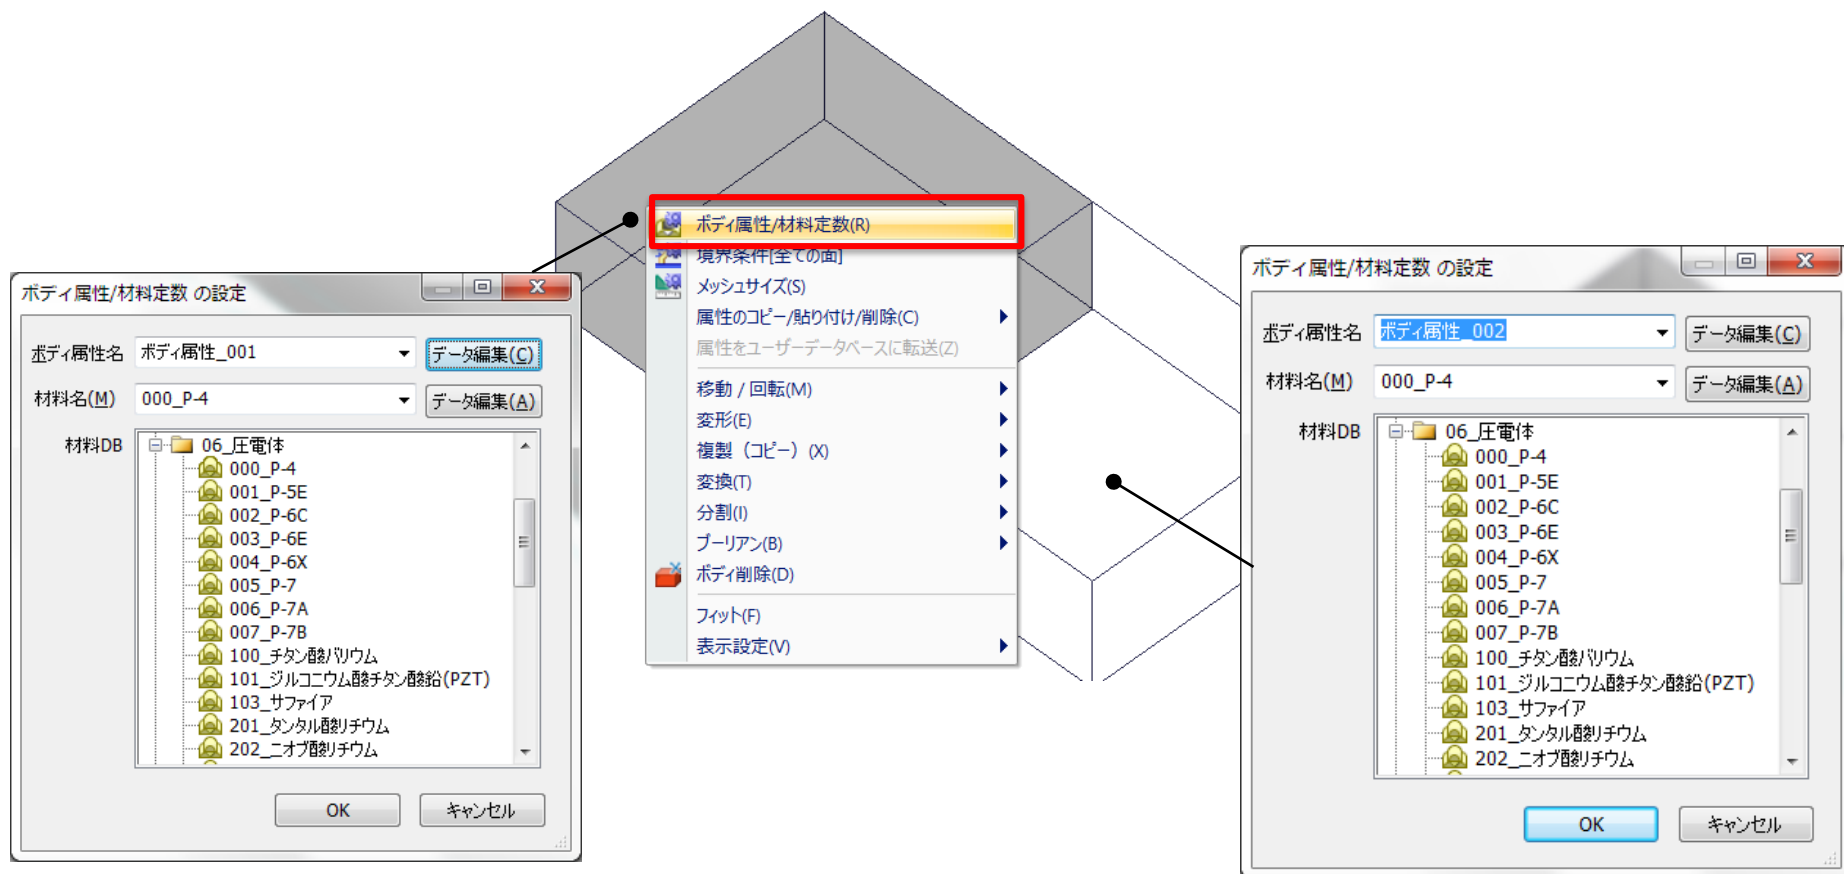 ボディ属性/材料定数(R)
境界条件[全ての面]
メッシュサイズ(S)
属性のコピー/貼り付け/削除(C)
属性をユーザーデータベースに転送(Z)
移動 / 回転(M)
変形(E)
複製（コピー）(X)
変換(T)
分割(I)
ブーリアン(B)
ボディ削除(D)
フィット(F)
表示設定(V)
ボディ属性/材料定数 の設定
ボディ属性名
ボディ属性_001
データ編集(C)
材料名(M)
000_P-4
データ編集(A)
材料DB
06_圧電体
000_P-4
001_P-5E
002_P-6C
003_P-6E
004_P-6X
005_P-7
006_P-7A
007_P-7B
100_チタン酸バリウム
101_ジルコニウム酸チタン酸鉛(PZT)
103_サファイア
201_タンタル酸リチウム
202_ニオブ酸リチウム
OK
キャンセル
ボディ属性/材料定数 の設定
ボディ属性名
ボディ属性_002
データ編集(C)
材料名(M)
000_P-4
データ編集(A)
材料DB
06_圧電体
000_P-4
001_P-5E
002_P-6C
003_P-6E
004_P-6X
005_P-7
006_P-7A
007_P-7B
100_チタン酸バリウム
101_ジルコニウム酸チタン酸鉛(PZT)
103_サファイア
201_タンタル酸リチウム
202_ニオブ酸リチウム
OK
キャンセル